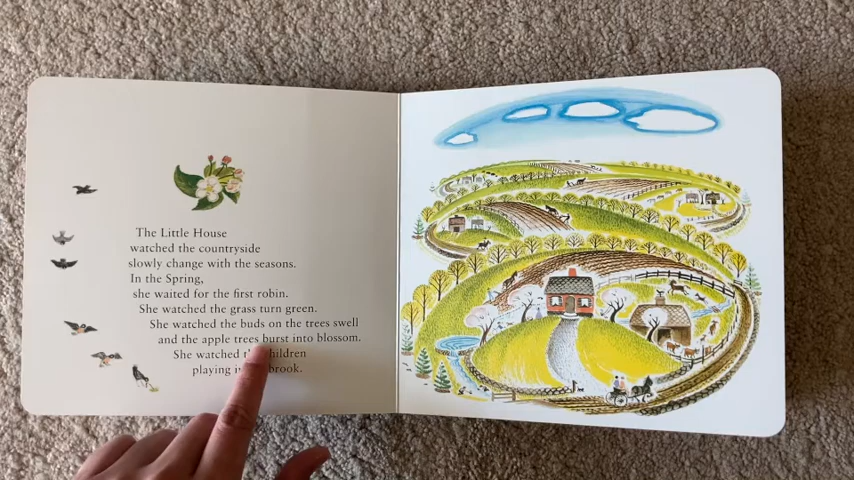 The Little House
watched the countryside
slowly change with the seasons.
In the Spring,
she waited for the first robin.
She watched the grass turn green.
She watched the buds on the trees swell
and the apple trees burst into blossom.
She watched children
playing brook.